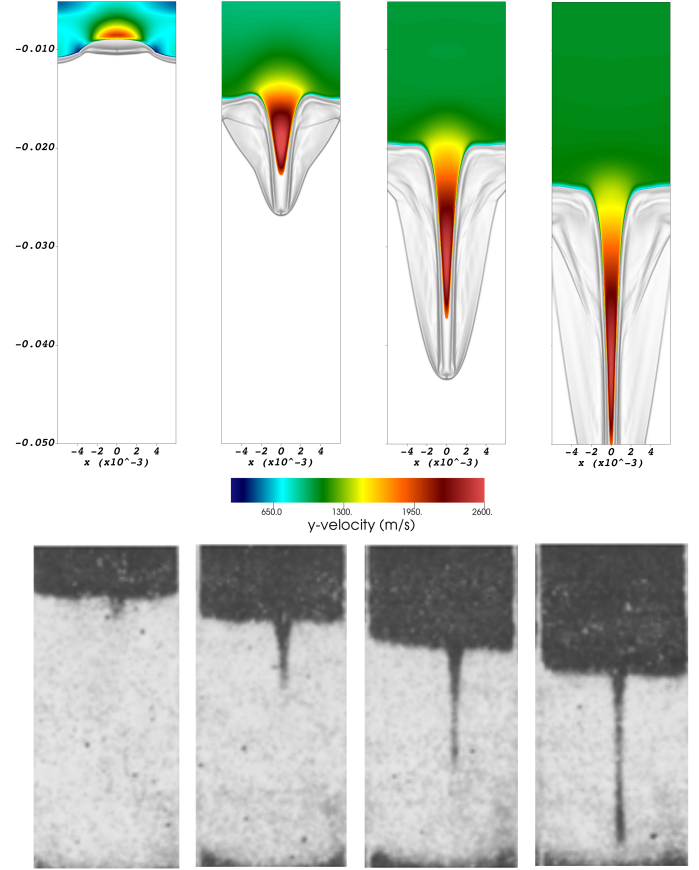 -0.010
-0.020
-0.030
-0.040
-0.050
-4 -2 0 2 4 -4 -2 0 2 4 -4 -2 0 2 4 -4 -2 0 2 4
x (x10^-3) x (x10^-3) x (x10^-3) x (x10^-3)
650.0 1300. 1950. 2600.
y-velocity (m/s)